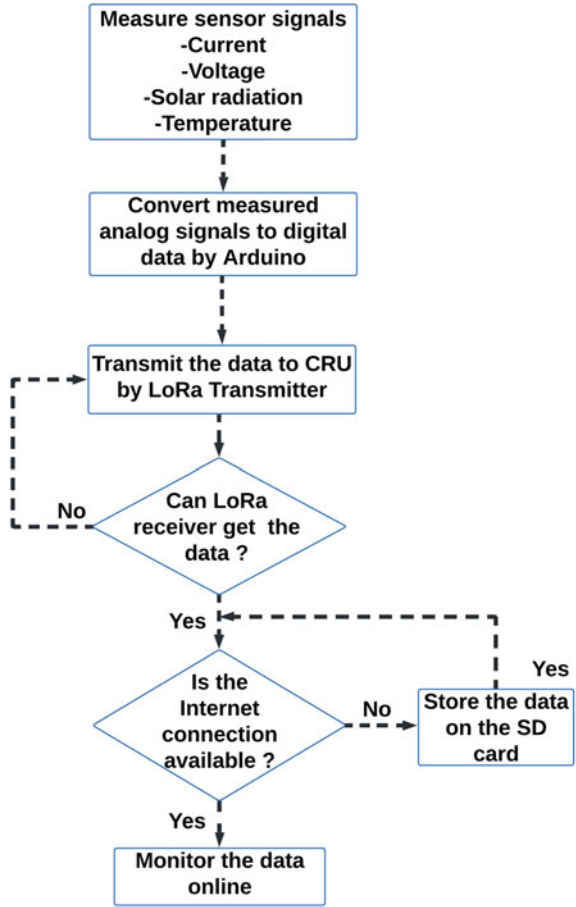 Measure sensor signals
-Current
-Voltage
-Solar radiation
-Temperature
Convert measured
analog signals to digital
data by Arduino
Transmit the data to CRU
by LoRa Transmitter
Can LoRa
receiver get the
data ?
No
Yes
Is the
Internet
connection
available ?
No
Yes
Store the data
on the SD
card
Yes
Monitor the data
online